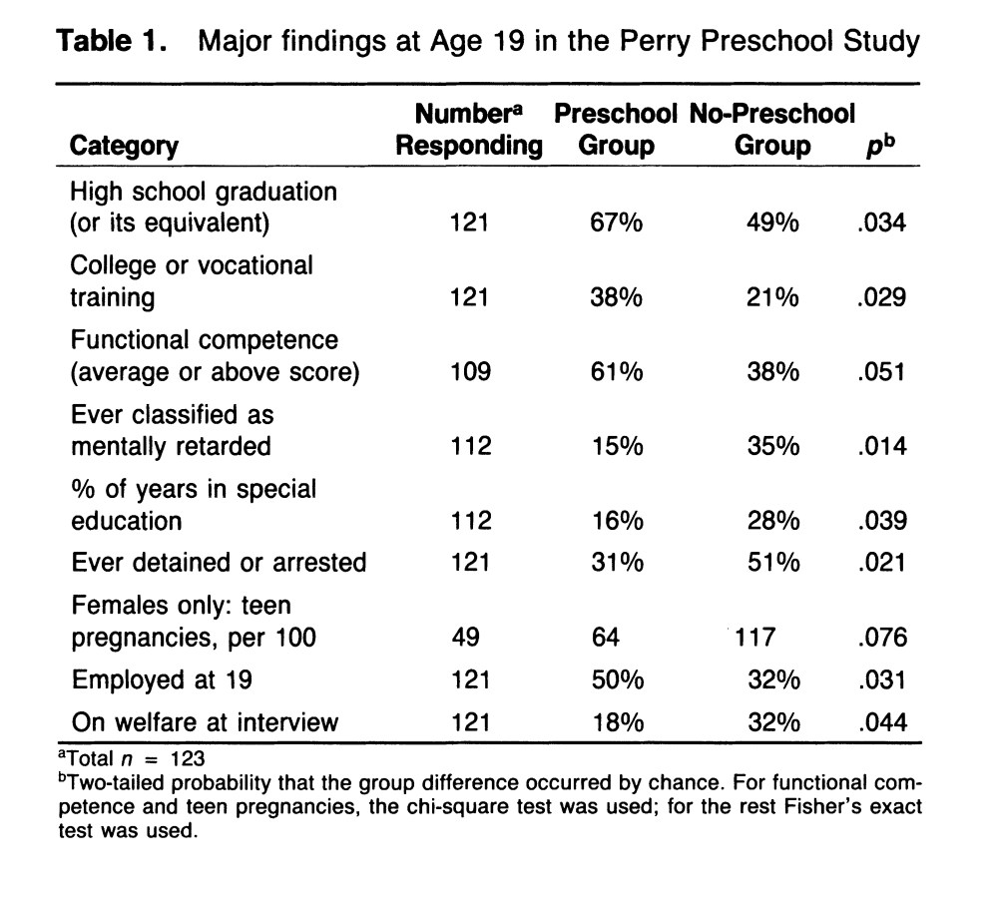 Table 1. Major findings at Age 19 in the Perry Preschool Study
Numberᵃ Preschool No-Preschool
Category Responding Group Group pᵇ
High school graduation
(or its equivalent) 121 67% 49% .034
College or vocational
training 121 38% 21% .029
Functional competence
(average or above score) 109 61% 38% .051
Ever classified as
mentally retarded 112 15% 35% .014
% of years in special
education 112 16% 28% .039
Ever detained or arrested 121 31% 51% .021
Females only: teen
pregnancies, per 100 49 64 117 .076
Employed at 19 121 50% 32% .031
On welfare at interview 121 18% 32% .044
ᵃTotal n = 123
ᵇTwo-tailed probability that the group difference occurred by chance. For functional com-
petence and teen pregnancies, the chi-square test was used; for the rest Fisher's exact
test was used.